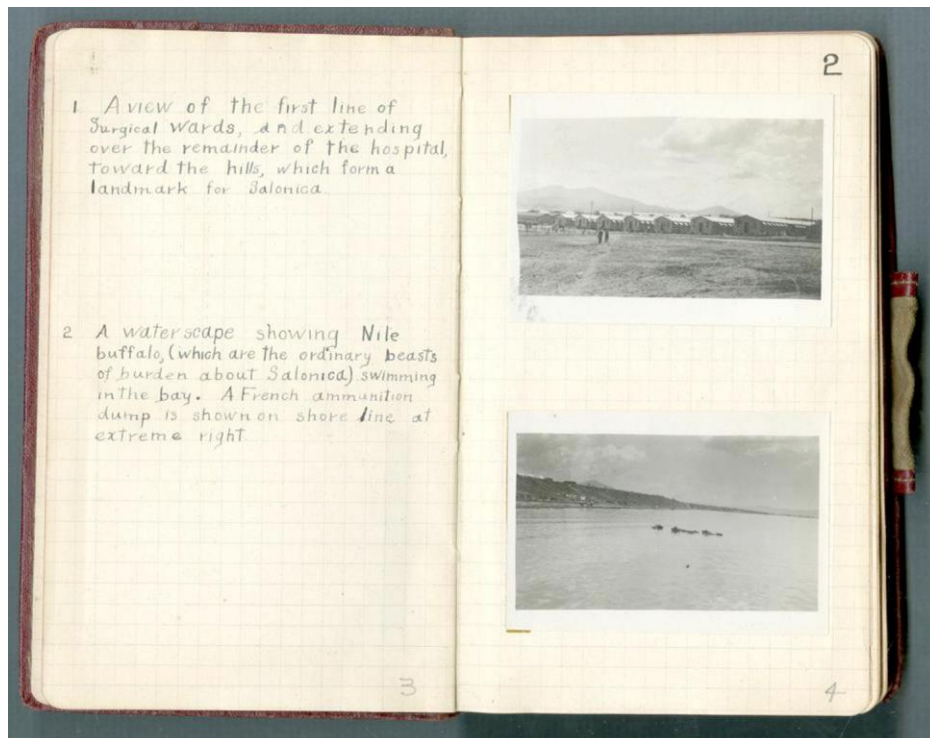 1. A view of the first line of
Surgical Wards, and extending
over the remainder of the hospital,
toward the hills, which form a
landmark for Salonica
2 A waterscape showing Nile
buffalo, (which are the ordinary beasts
of burden about Salonica) swimming
in the bay. A French ammunition
dump is shown on shore line at
extreme right
3
2
4